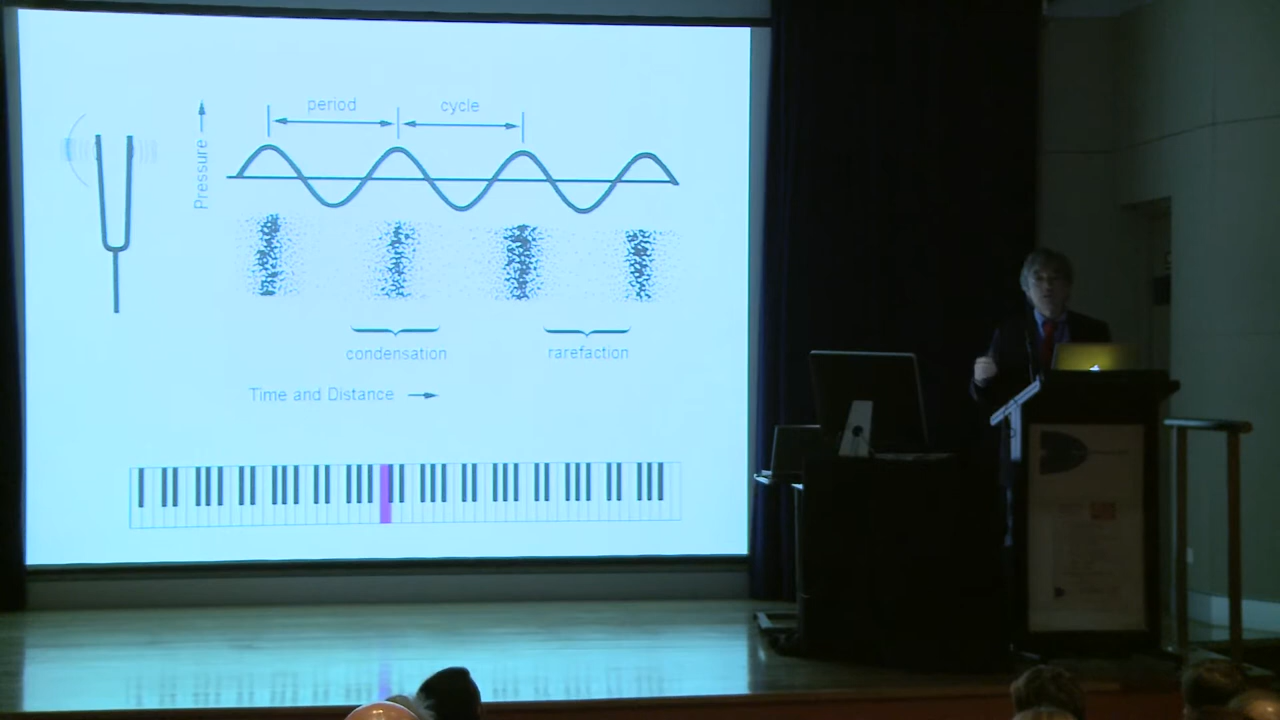 period
cycle
Pressure
condensation
rarefaction
Time and Distance